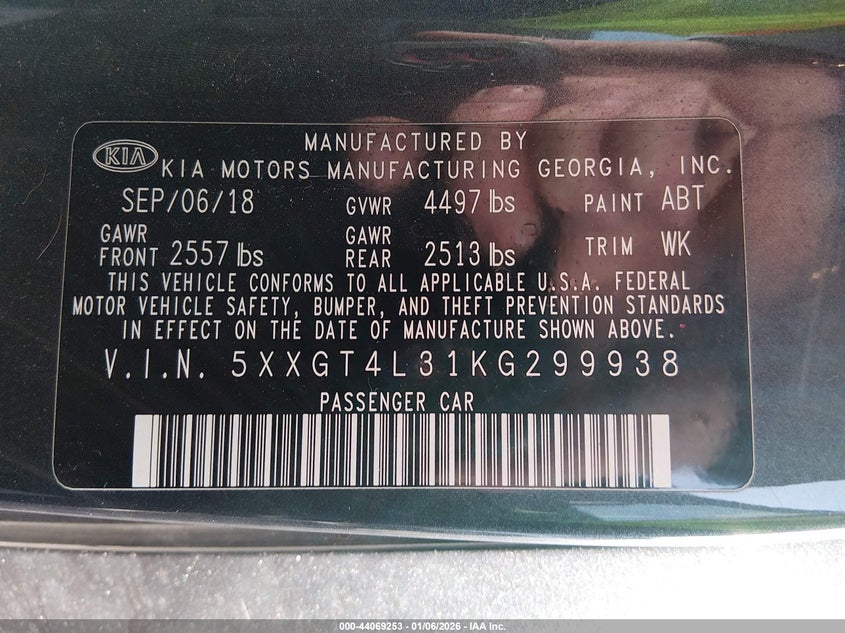 MANUFACTURED BY
KIA KIA MOTORS MANUFACTURING GEORGIA, INC.
SEP/06/18 GVWR 4497 lbs PAINT ABT
GAWR FRONT 2557 lbs GAWR REAR 2513 lbs TRIM WK
THIS VEHICLE CONFORMS TO ALL APPLICABLE U.S.A. FEDERAL
MOTOR VEHICLE SAFETY, BUMPER, AND THEFT PREVENTION STANDARDS
IN EFFECT ON THE DATE OF MANUFACTURE SHOWN ABOVE.
V.I.N. 5XXGT4L31KG299938
PASSENGER CAR
000-44069253 - 01/06/2026 - IAA Inc.